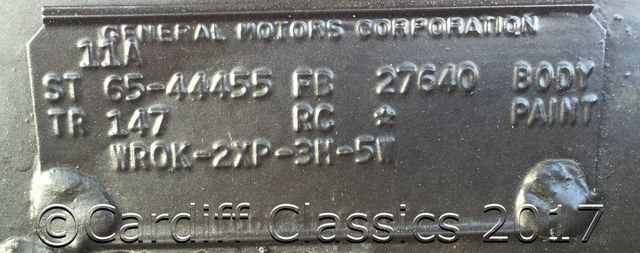 GENERAL MOTORS CORPORATION
11A
ST 65-44455 FB 27640 BODY
TR 147 RC * PAINT
WROK-2XP-3H-5W
©Cardiff Classics 2017